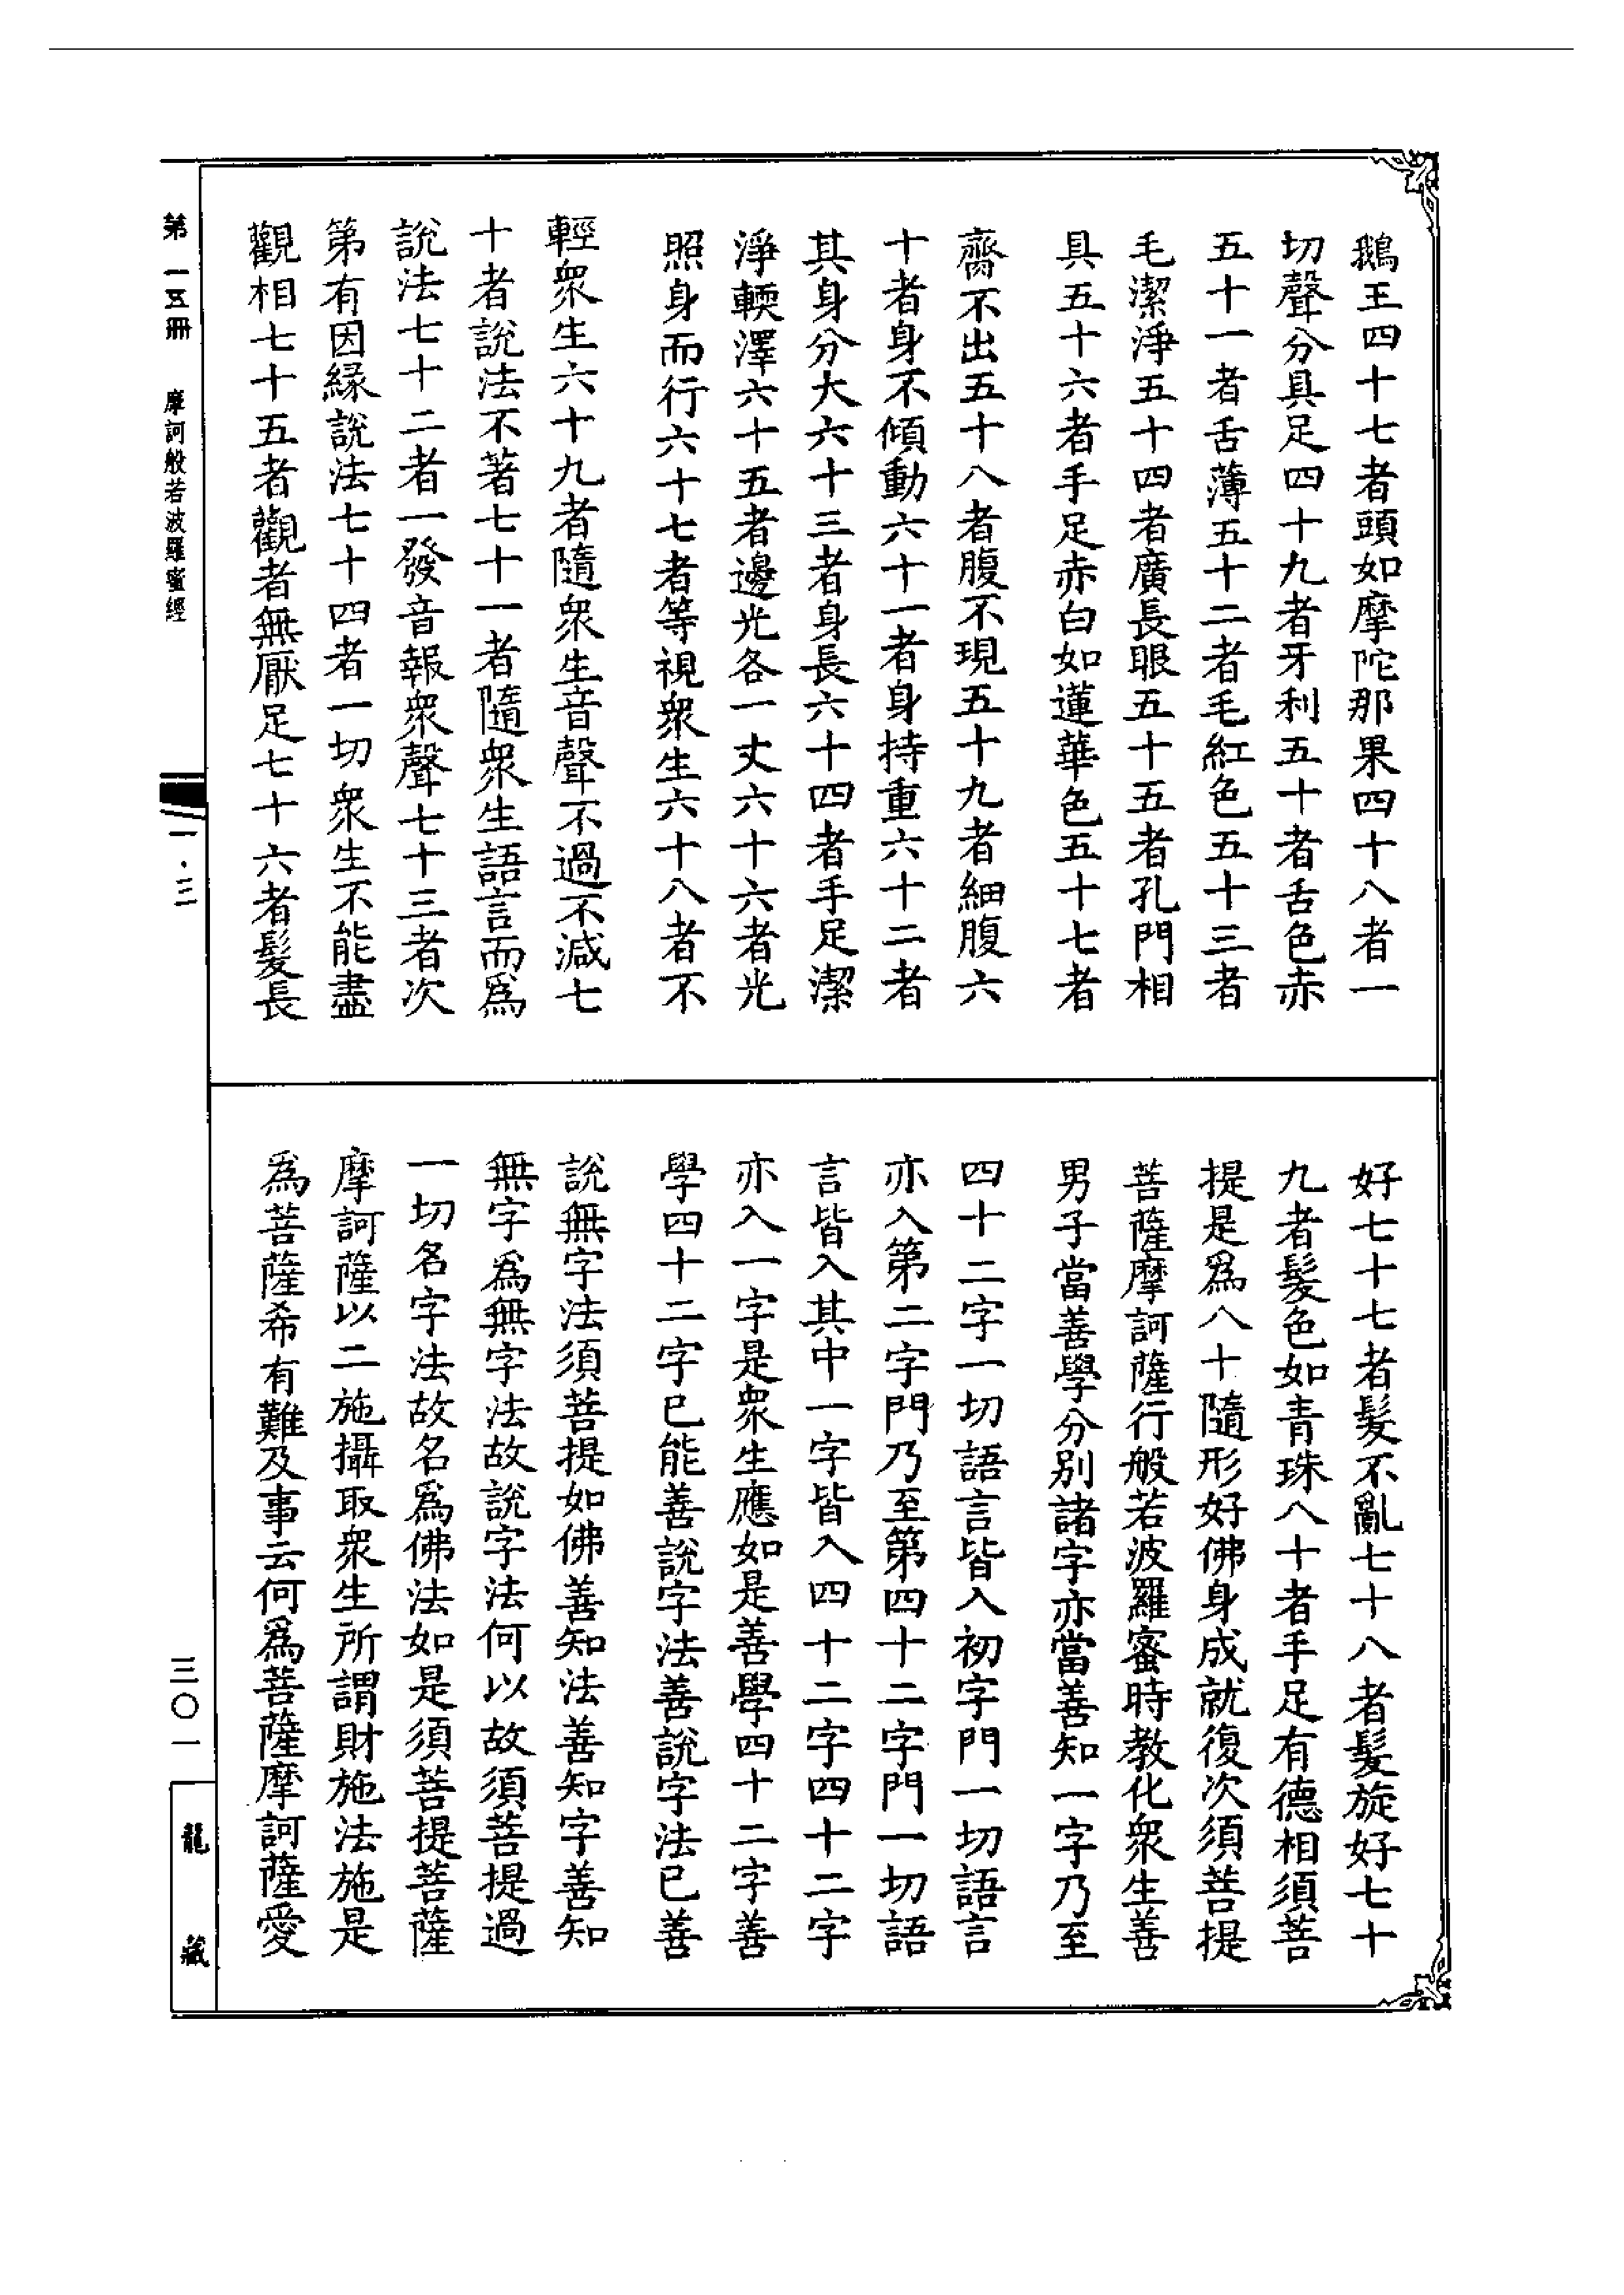 鵝王四十七者頭如摩陀那果四十八者一
切聲分具足四十九者牙利五十者舌色赤
五十一者舌薄五十二者毛紅色五十三者
毛潔淨五十四者廣長眼五十五者孔門相
具五十六者手足赤白如蓮華色五十七者
齋不出五十八者腹不現五十九者細腹六
十者身不傾動六十一者身持重六十二者
其身分大六十三者身長六十四者手足潔
淨輭澤六十五者邊光各一丈六十六者光
照身而行六十七者等視衆生六十八者不
輕衆生六十九者隨衆生音聲不過不減七
十者說法不著七十一者隨衆生語言而爲
說法七十二者一發音報衆聲七十三者次
第有因緣說法七十四者一切衆生不能盡
觀相七十五者觀者無厭足七十六者髮長
好七十七者髮不亂七十八者髮旋好七十
九者髮色如青珠八十者手足有德相須菩
提是爲八十隨形好佛身成就復次須菩提
菩薩摩訶薩行般若波羅蜜時教化衆生善
男子當善學分別諸字亦當善知一字乃至
四十二字一切語言皆入初字門一切語言
亦入第二字門乃至第四十二字門一切語
言皆入其中一字皆入四十二字四十二字
亦入一字是衆生應如是善學四十二字善
學四十二字已能善說字法善說字法已善
說無字法須菩提如佛善知法善知字善知
無字爲無字法故說字法何以故須菩提過
一切名字法故名爲佛法如是須菩提菩薩
摩訶薩以二施攝取衆生所謂財施法施是
爲菩薩希有難及事云何爲菩薩摩訶薩愛
第一五冊 摩訶般若波羅蜜經
三〇一
龍藏